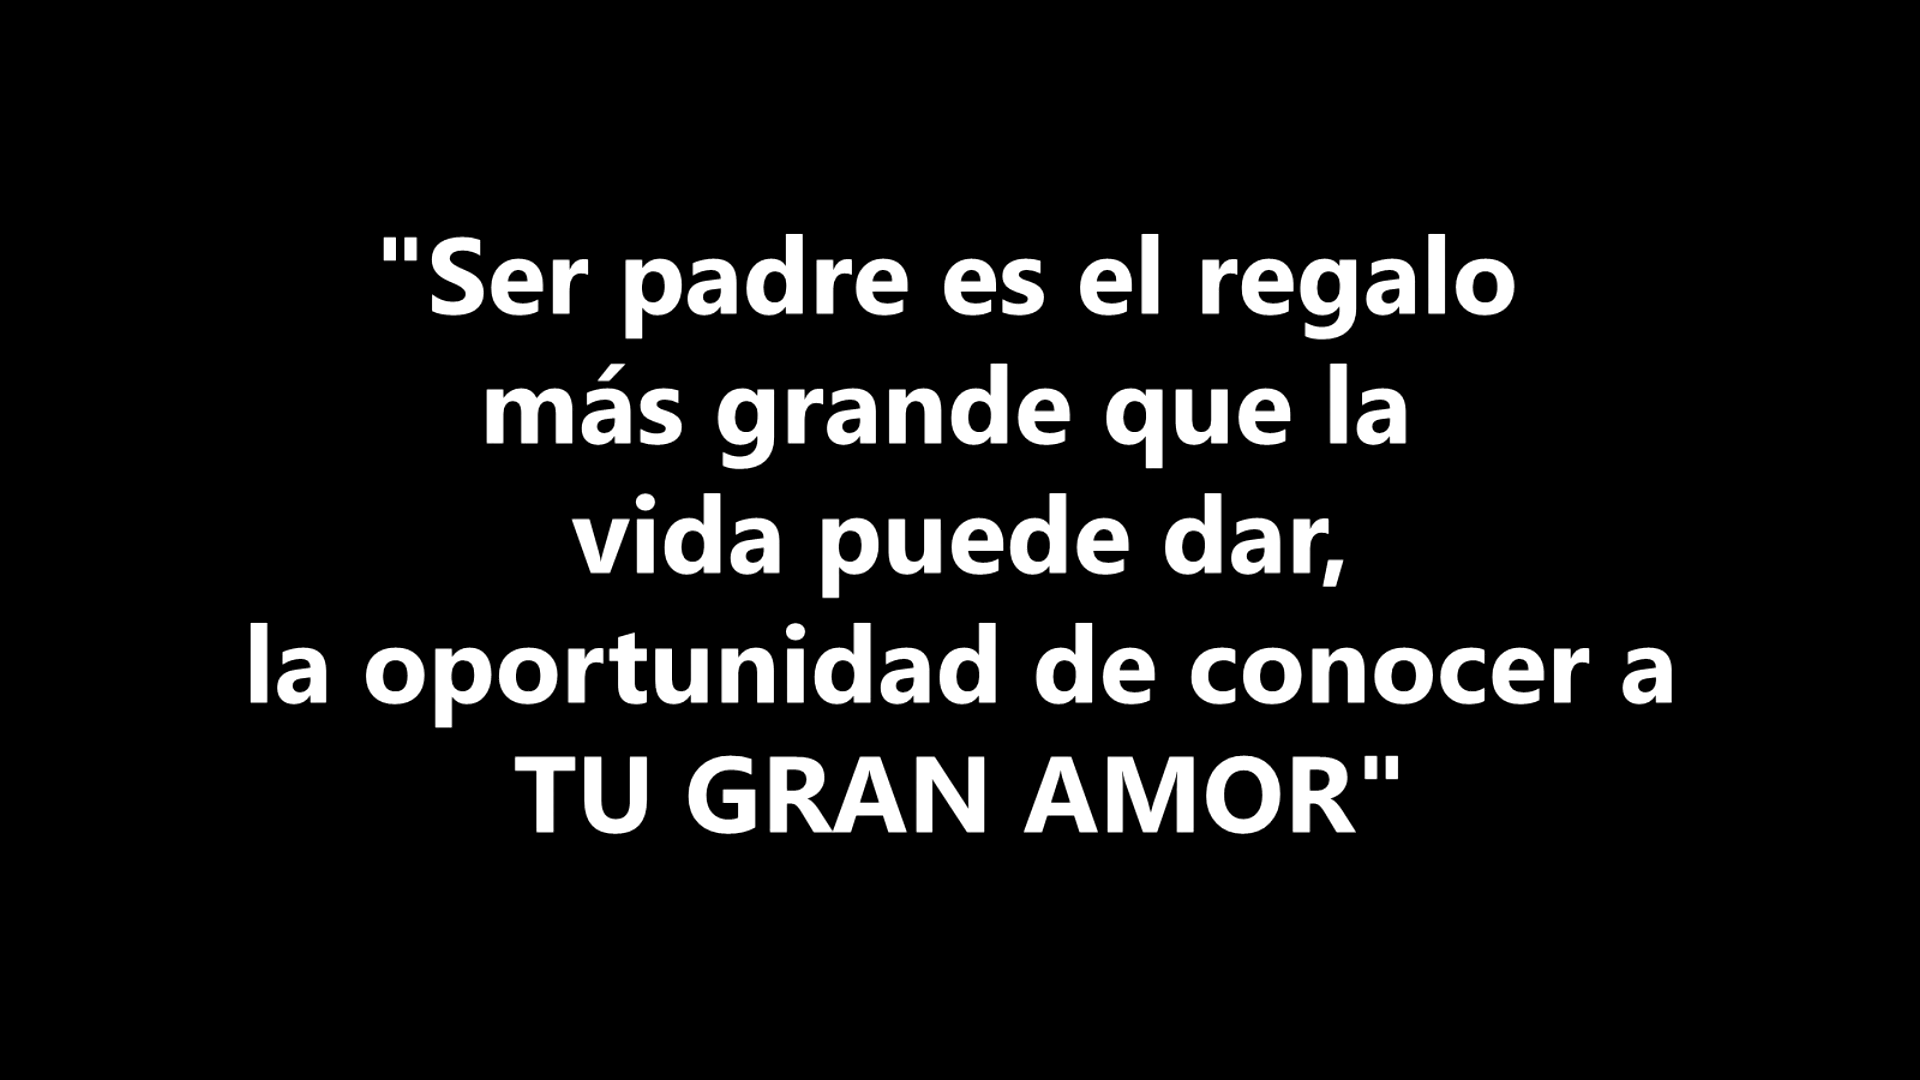 "Ser padre es el regalo
más grande que la
vida puede dar,
la oportunidad de conocer a
TU GRAN AMOR"